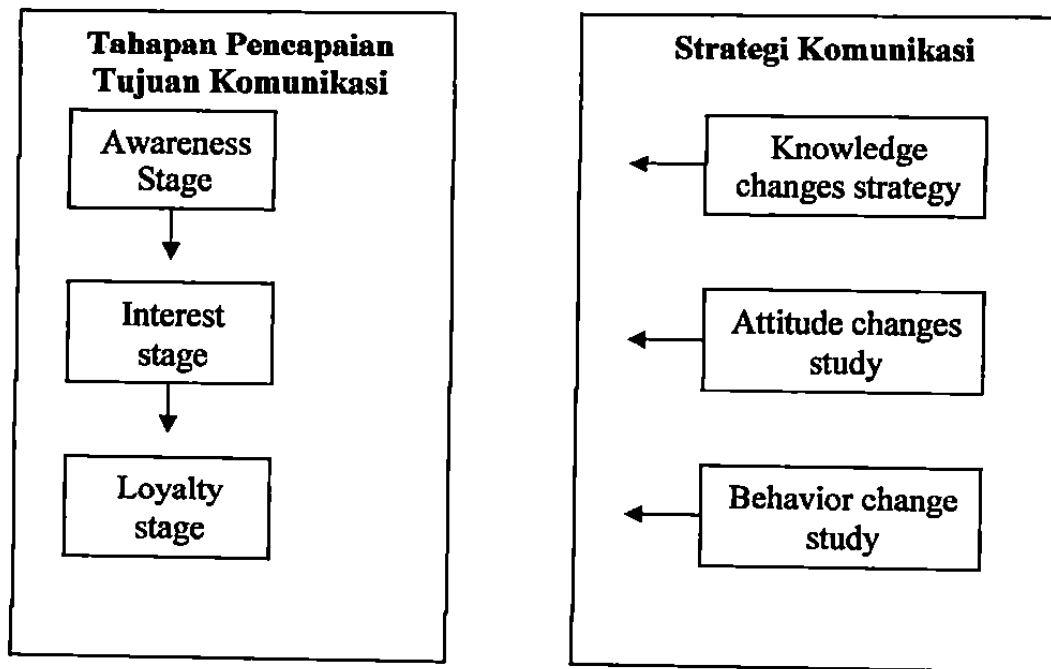 Tahapan Pencapaian
Tujuan Komunikasi
Awareness
Stage
Interest
stage
Loyalty
stage
Strategi Komunikasi
Knowledge
changes strategy
Attitude changes
study
Behavior change
study